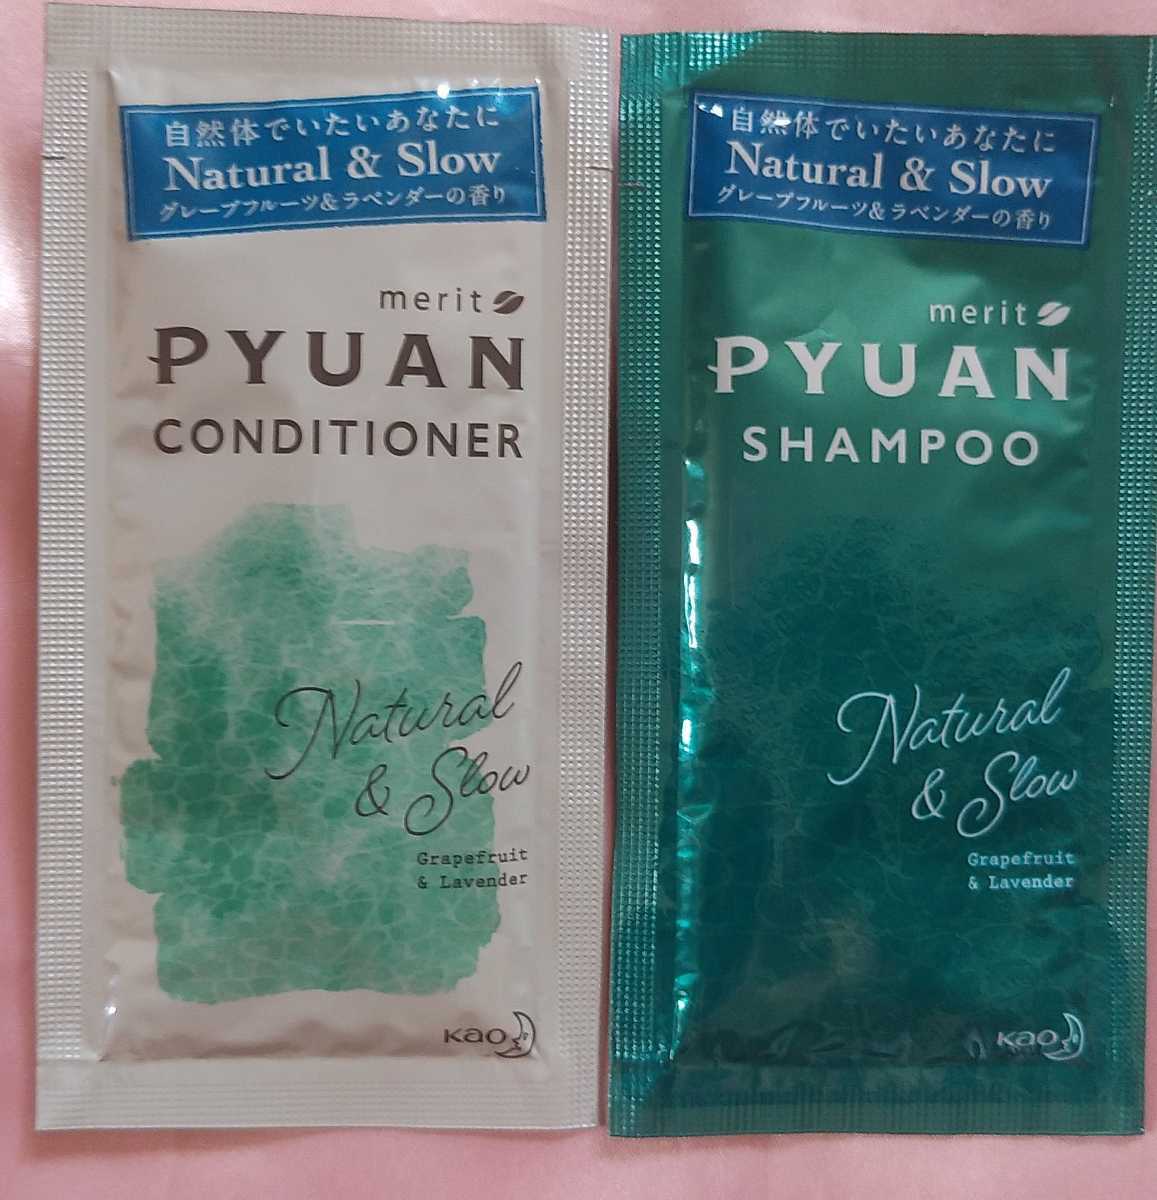 自然体でいたいあなたに
Natural & Slow
グレープフルーツ&ラベンダーの香り
merit
PYUAN
CONDITIONER
Natural
& Slow
Grapefruit
& Lavender
Kao
自然体でいたいあなたに
Natural & Slow
グレープフルーツ&ラベンダーの香り
merit
PYUAN
SHAMPOO
Natural
& Slow
Grapefruit
& Lavender
Kao